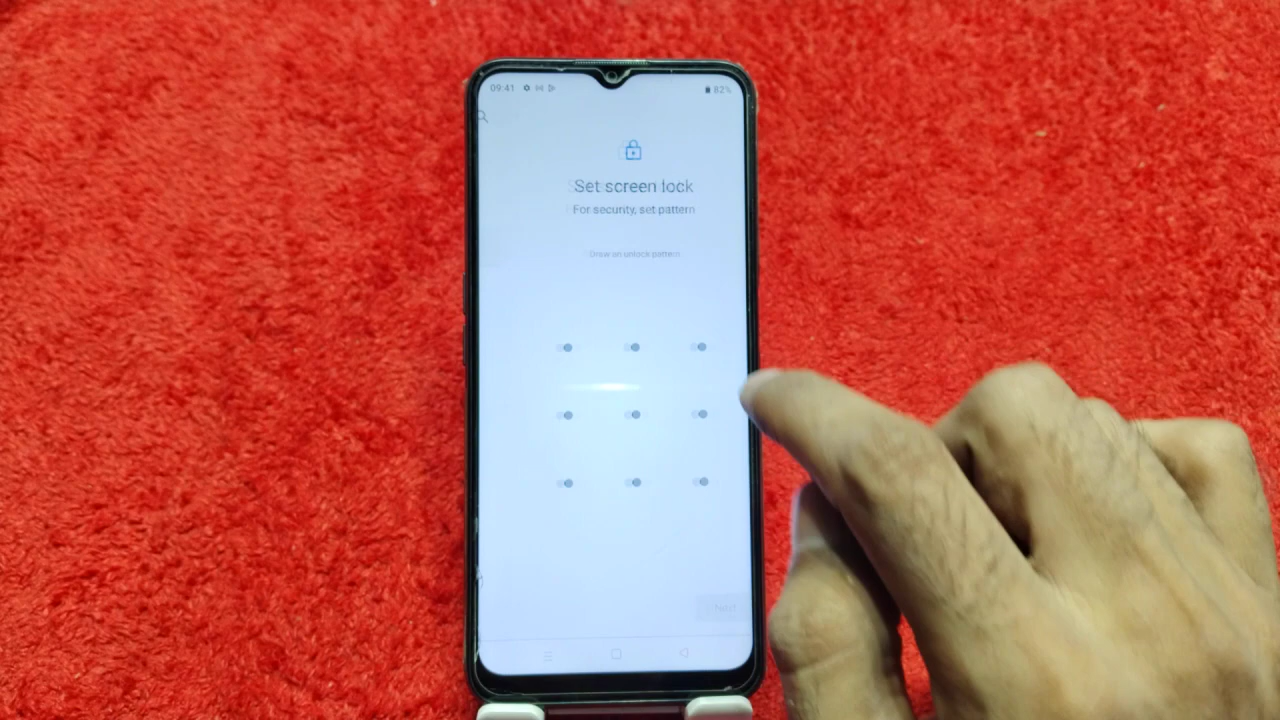 09:41 82%
Set screen lock
For security, set pattern
Draw an unlock pattern
Next